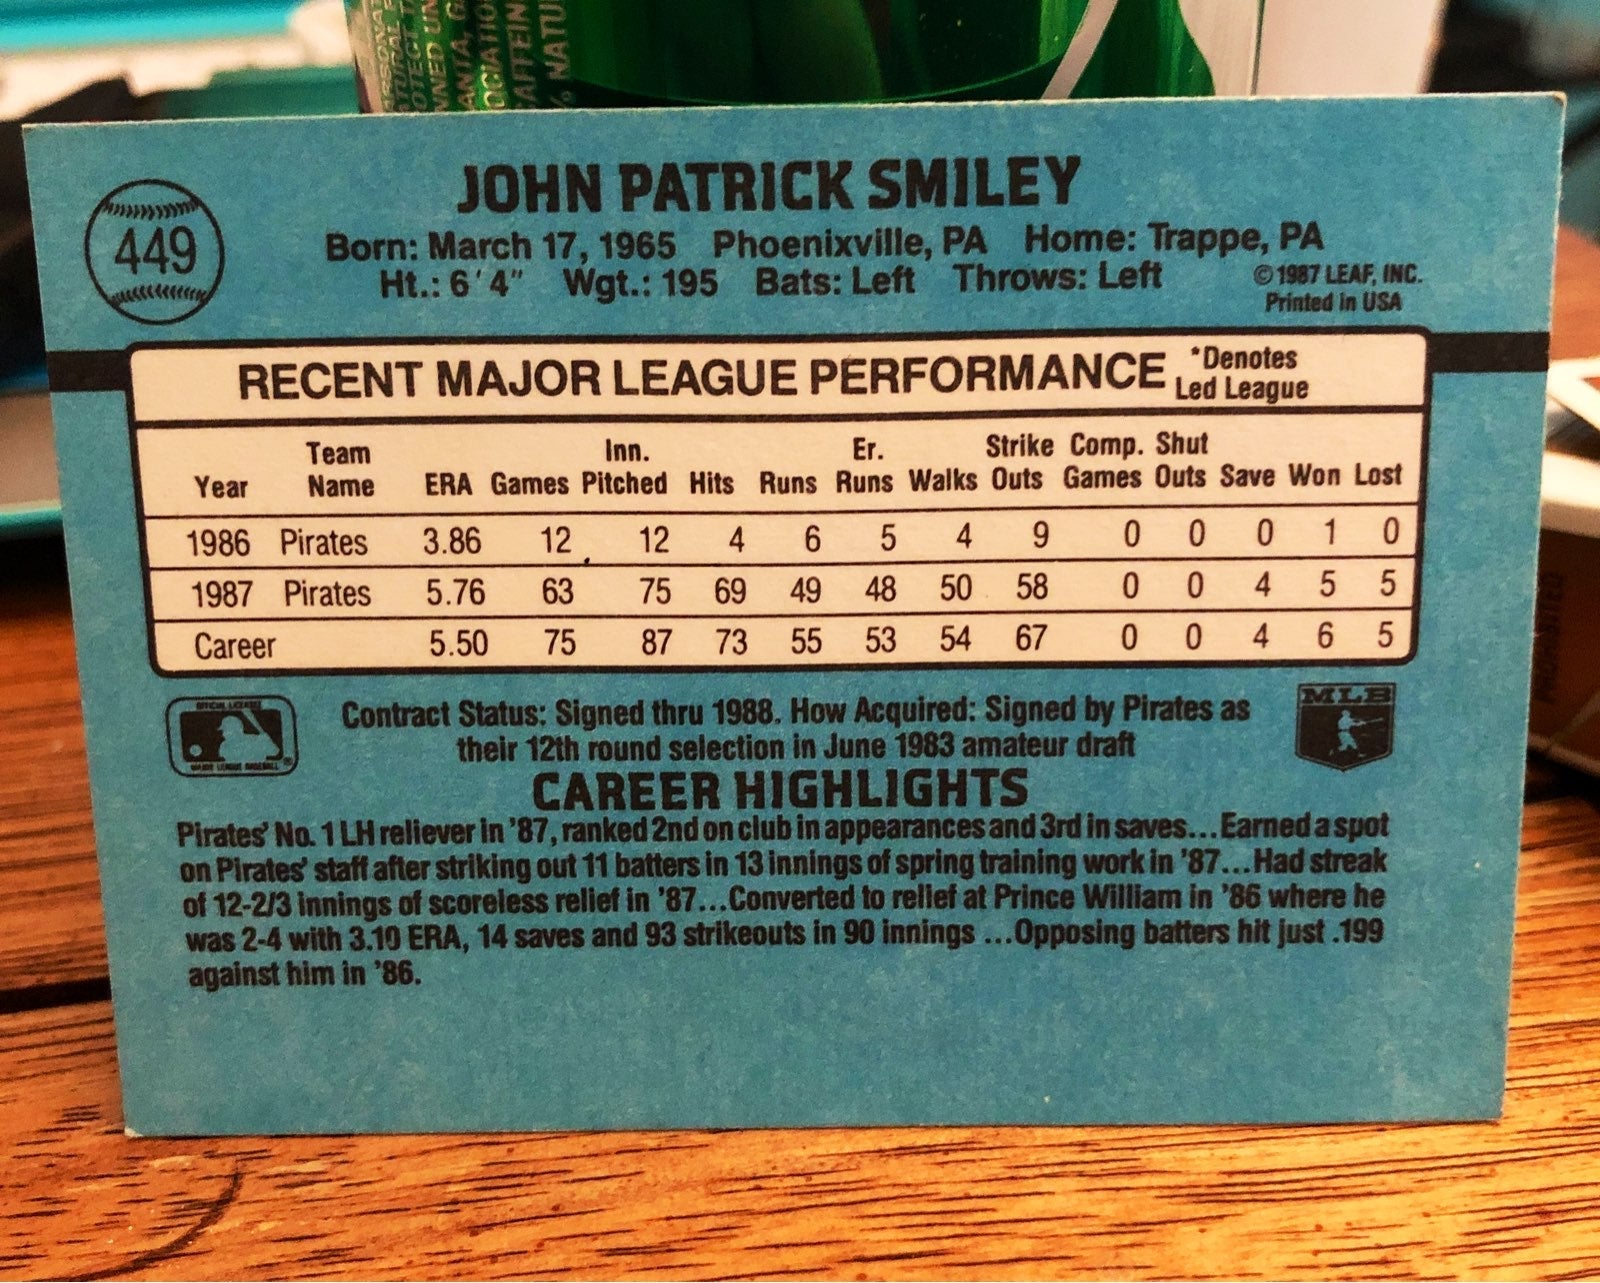 JOHN PATRICK SMILEY
449
Born: March 17, 1965 Phoenixville, PA Home: Trappe, PA
Ht.: 6'4" Wgt.: 195 Bats: Left Throws: Left
©1987 LEAF, INC.
Printed in USA
RECENT MAJOR LEAGUE PERFORMANCE
*Denotes
Led League
Year Team Name ERA Games Inn. Pitched Hits Runs Er. Runs Walks Strike Outs Comp. Games Shut Outs Save Won Lost
1986 Pirates 3.86 12 12 4 6 5 4 9 0 0 0 1 0
1987 Pirates 5.76 63 75 69 49 48 50 58 0 0 4 5 5
Career 5.50 75 87 73 55 53 54 67 0 0 4 6 5
Contract Status: Signed thru 1988. How Acquired: Signed by Pirates as
their 12th round selection in June 1983 amateur draft
MLB
CAREER HIGHLIGHTS
Pirates' No. 1 LH reliever in '87, ranked 2nd on club in appearances and 3rd in saves...Earned a spot
on Pirates' staff after striking out 11 batters in 13 innings of spring training work in '87...Had streak
of 12-2/3 innings of scoreless relief in '87...Converted to relief at Prince William in '86 where he
was 2-4 with 3.10 ERA, 14 saves and 93 strikeouts in 90 innings ...Opposing batters hit just .199
against him in '86.